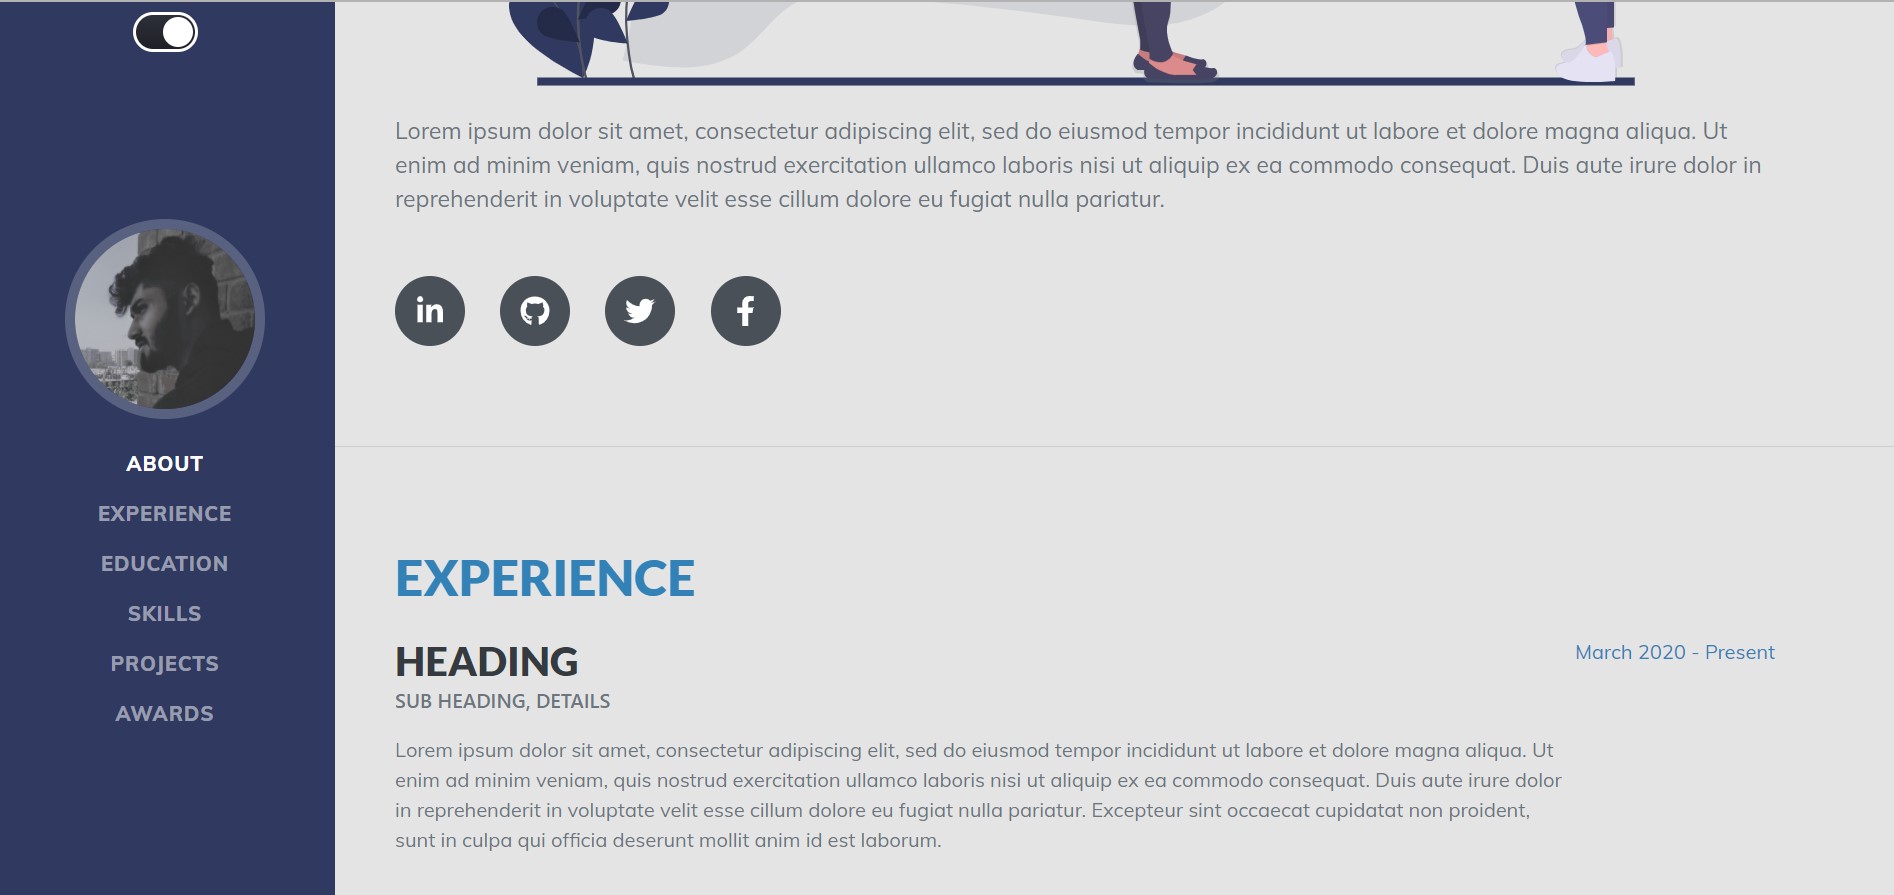 ABOUT
EXPERIENCE
EDUCATION
SKILLS
PROJECTS
AWARDS
Lorem ipsum dolor sit amet, consectetur adipiscing elit, sed do eiusmod tempor incididunt ut labore et dolore magna aliqua. Ut
enim ad minim veniam, quis nostrud exercitation ullamco laboris nisi ut aliquip ex ea commodo consequat. Duis aute irure dolor in
reprehenderit in voluptate velit esse cillum dolore eu fugiat nulla pariatur.
in
f
EXPERIENCE
HEADING
March 2020 - Present
SUB HEADING, DETAILS
Lorem ipsum dolor sit amet, consectetur adipiscing elit, sed do eiusmod tempor incididunt ut labore et dolore magna aliqua. Ut
enim ad minim veniam, quis nostrud exercitation ullamco laboris nisi ut aliquip ex ea commodo consequat. Duis aute irure dolor
in reprehenderit in voluptate velit esse cillum dolore eu fugiat nulla pariatur. Excepteur sint occaecat cupidatat non proident,
sunt in culpa qui officia deserunt mollit anim id est laborum.